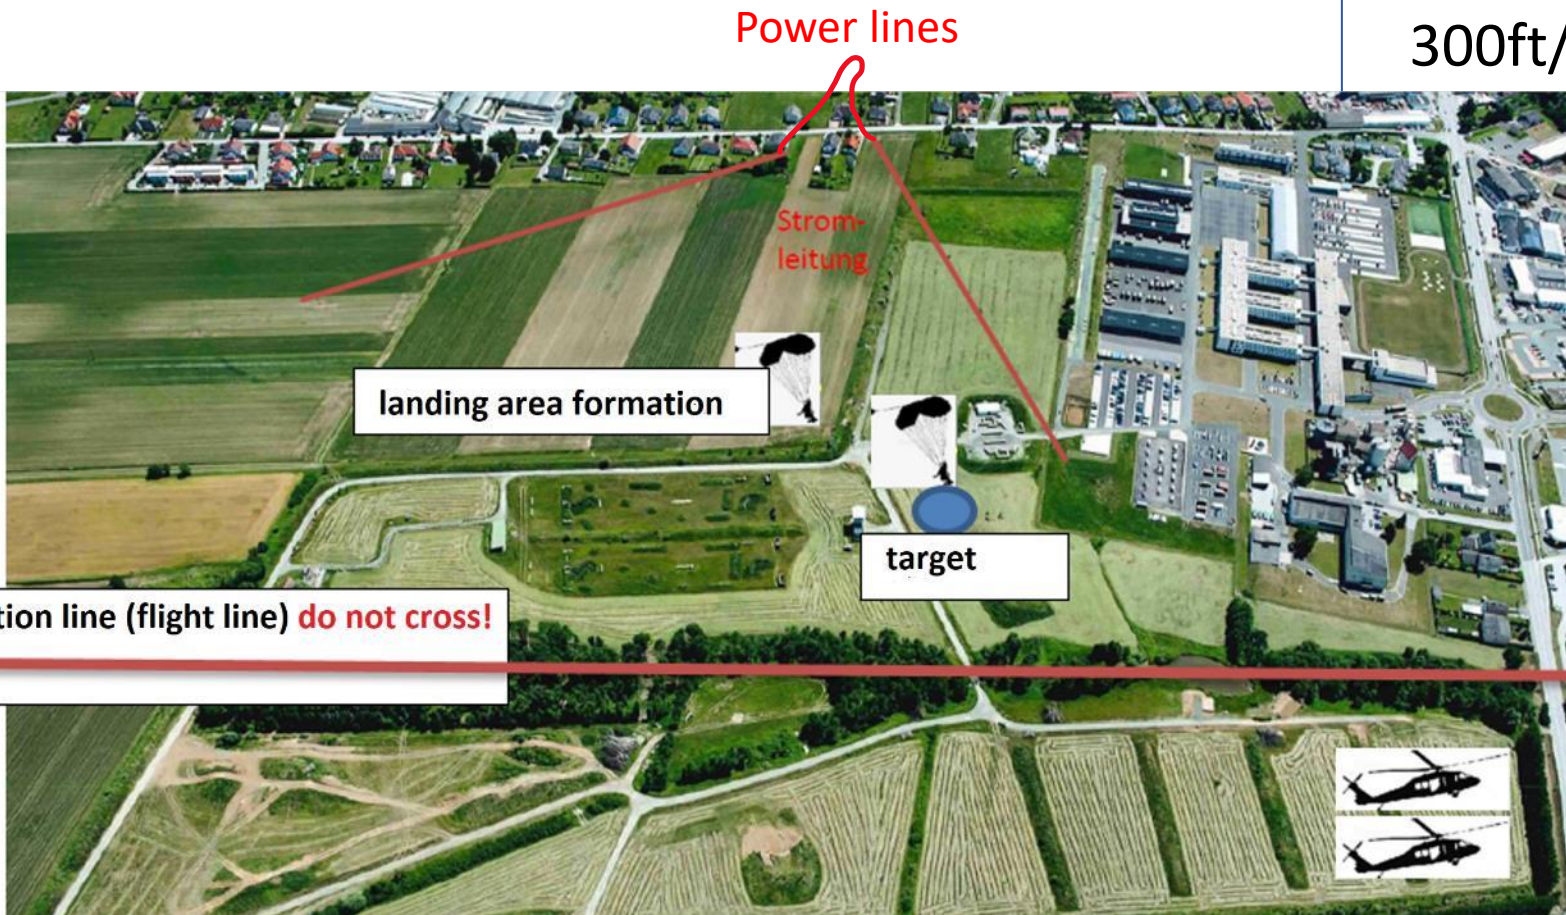 Power lines
300ft/
Strom-
leitung
landing area formation
target
tion line (flight line) do not cross!